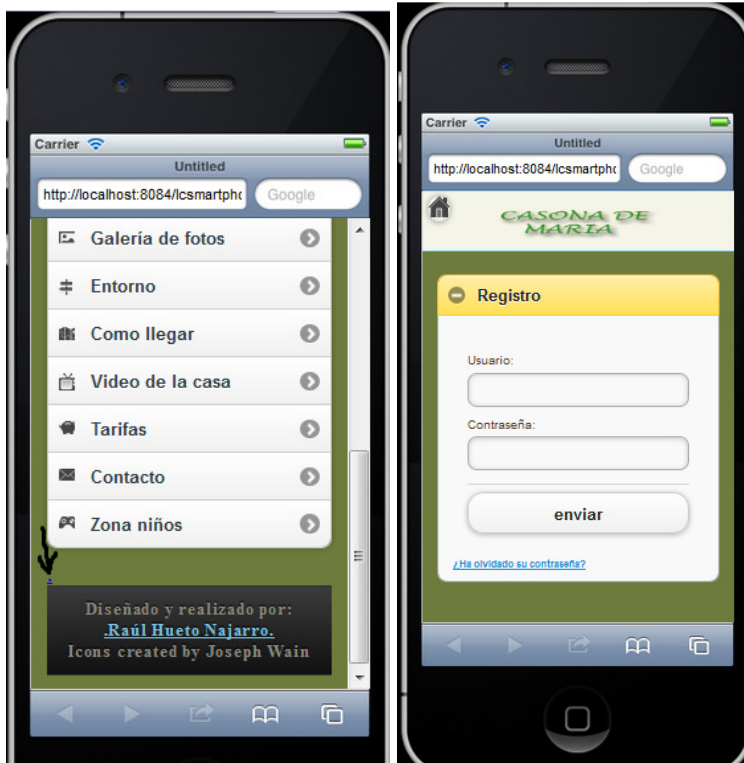 Carrier
Untitled
http://localhost:8084/lcsmartphc
Google
Galería de fotos
Entorno
Como llegar
Video de la casa
Tarifas
Contacto
Zona niños
Diseñado y realizado por:
.Raúl Hueto Najarro.
Icons created by Joseph Wain
Carrier
Untitled
http://localhost:8084/lcsmartphc
Google
CASONA DE
MARIA
Registro
Usuario:
Contraseña:
enviar
¿Ha olvidado su contraseña?